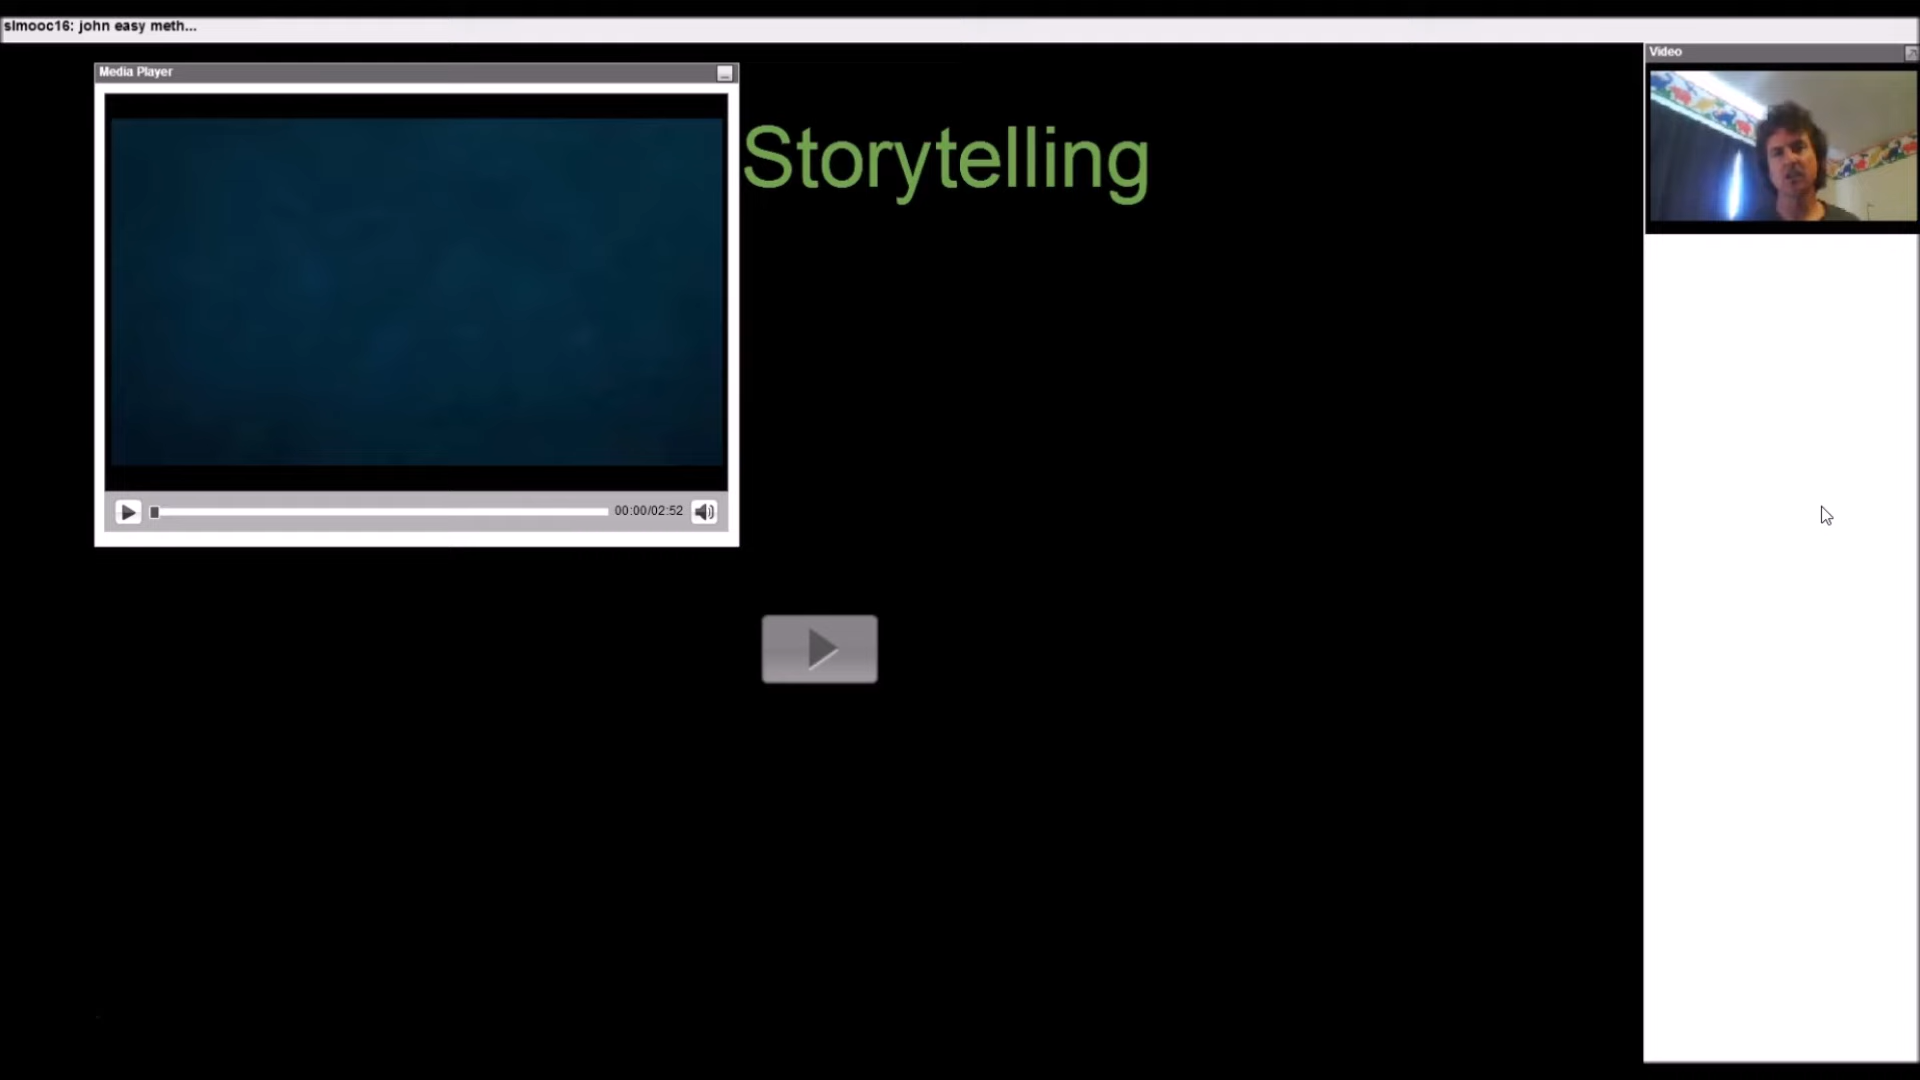 slmooc16: john easy meth...
Video
Media Player
Storytelling
00:00/02:52